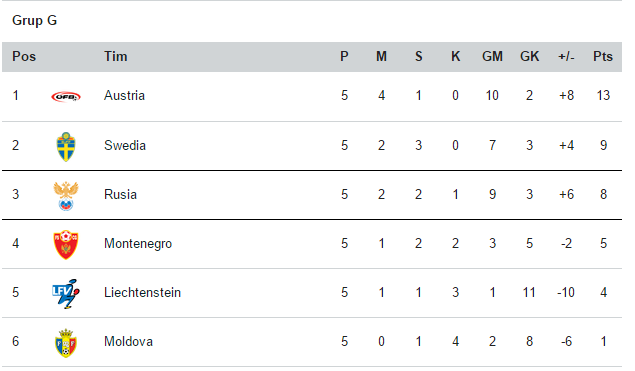 Grup G
Pos Tim P M S K GM GK +/- Pts
1 ÖFB Austria 5 4 1 0 10 2 +8 13
2 Swedia 5 2 3 0 7 3 +4 9
3 Rusia 5 2 2 1 9 3 +6 8
4 Montenegro 5 1 2 2 3 5 -2 5
5 LFV Liechtenstein 5 1 1 3 1 11 -10 4
6 Moldova 5 0 1 4 2 8 -6 1